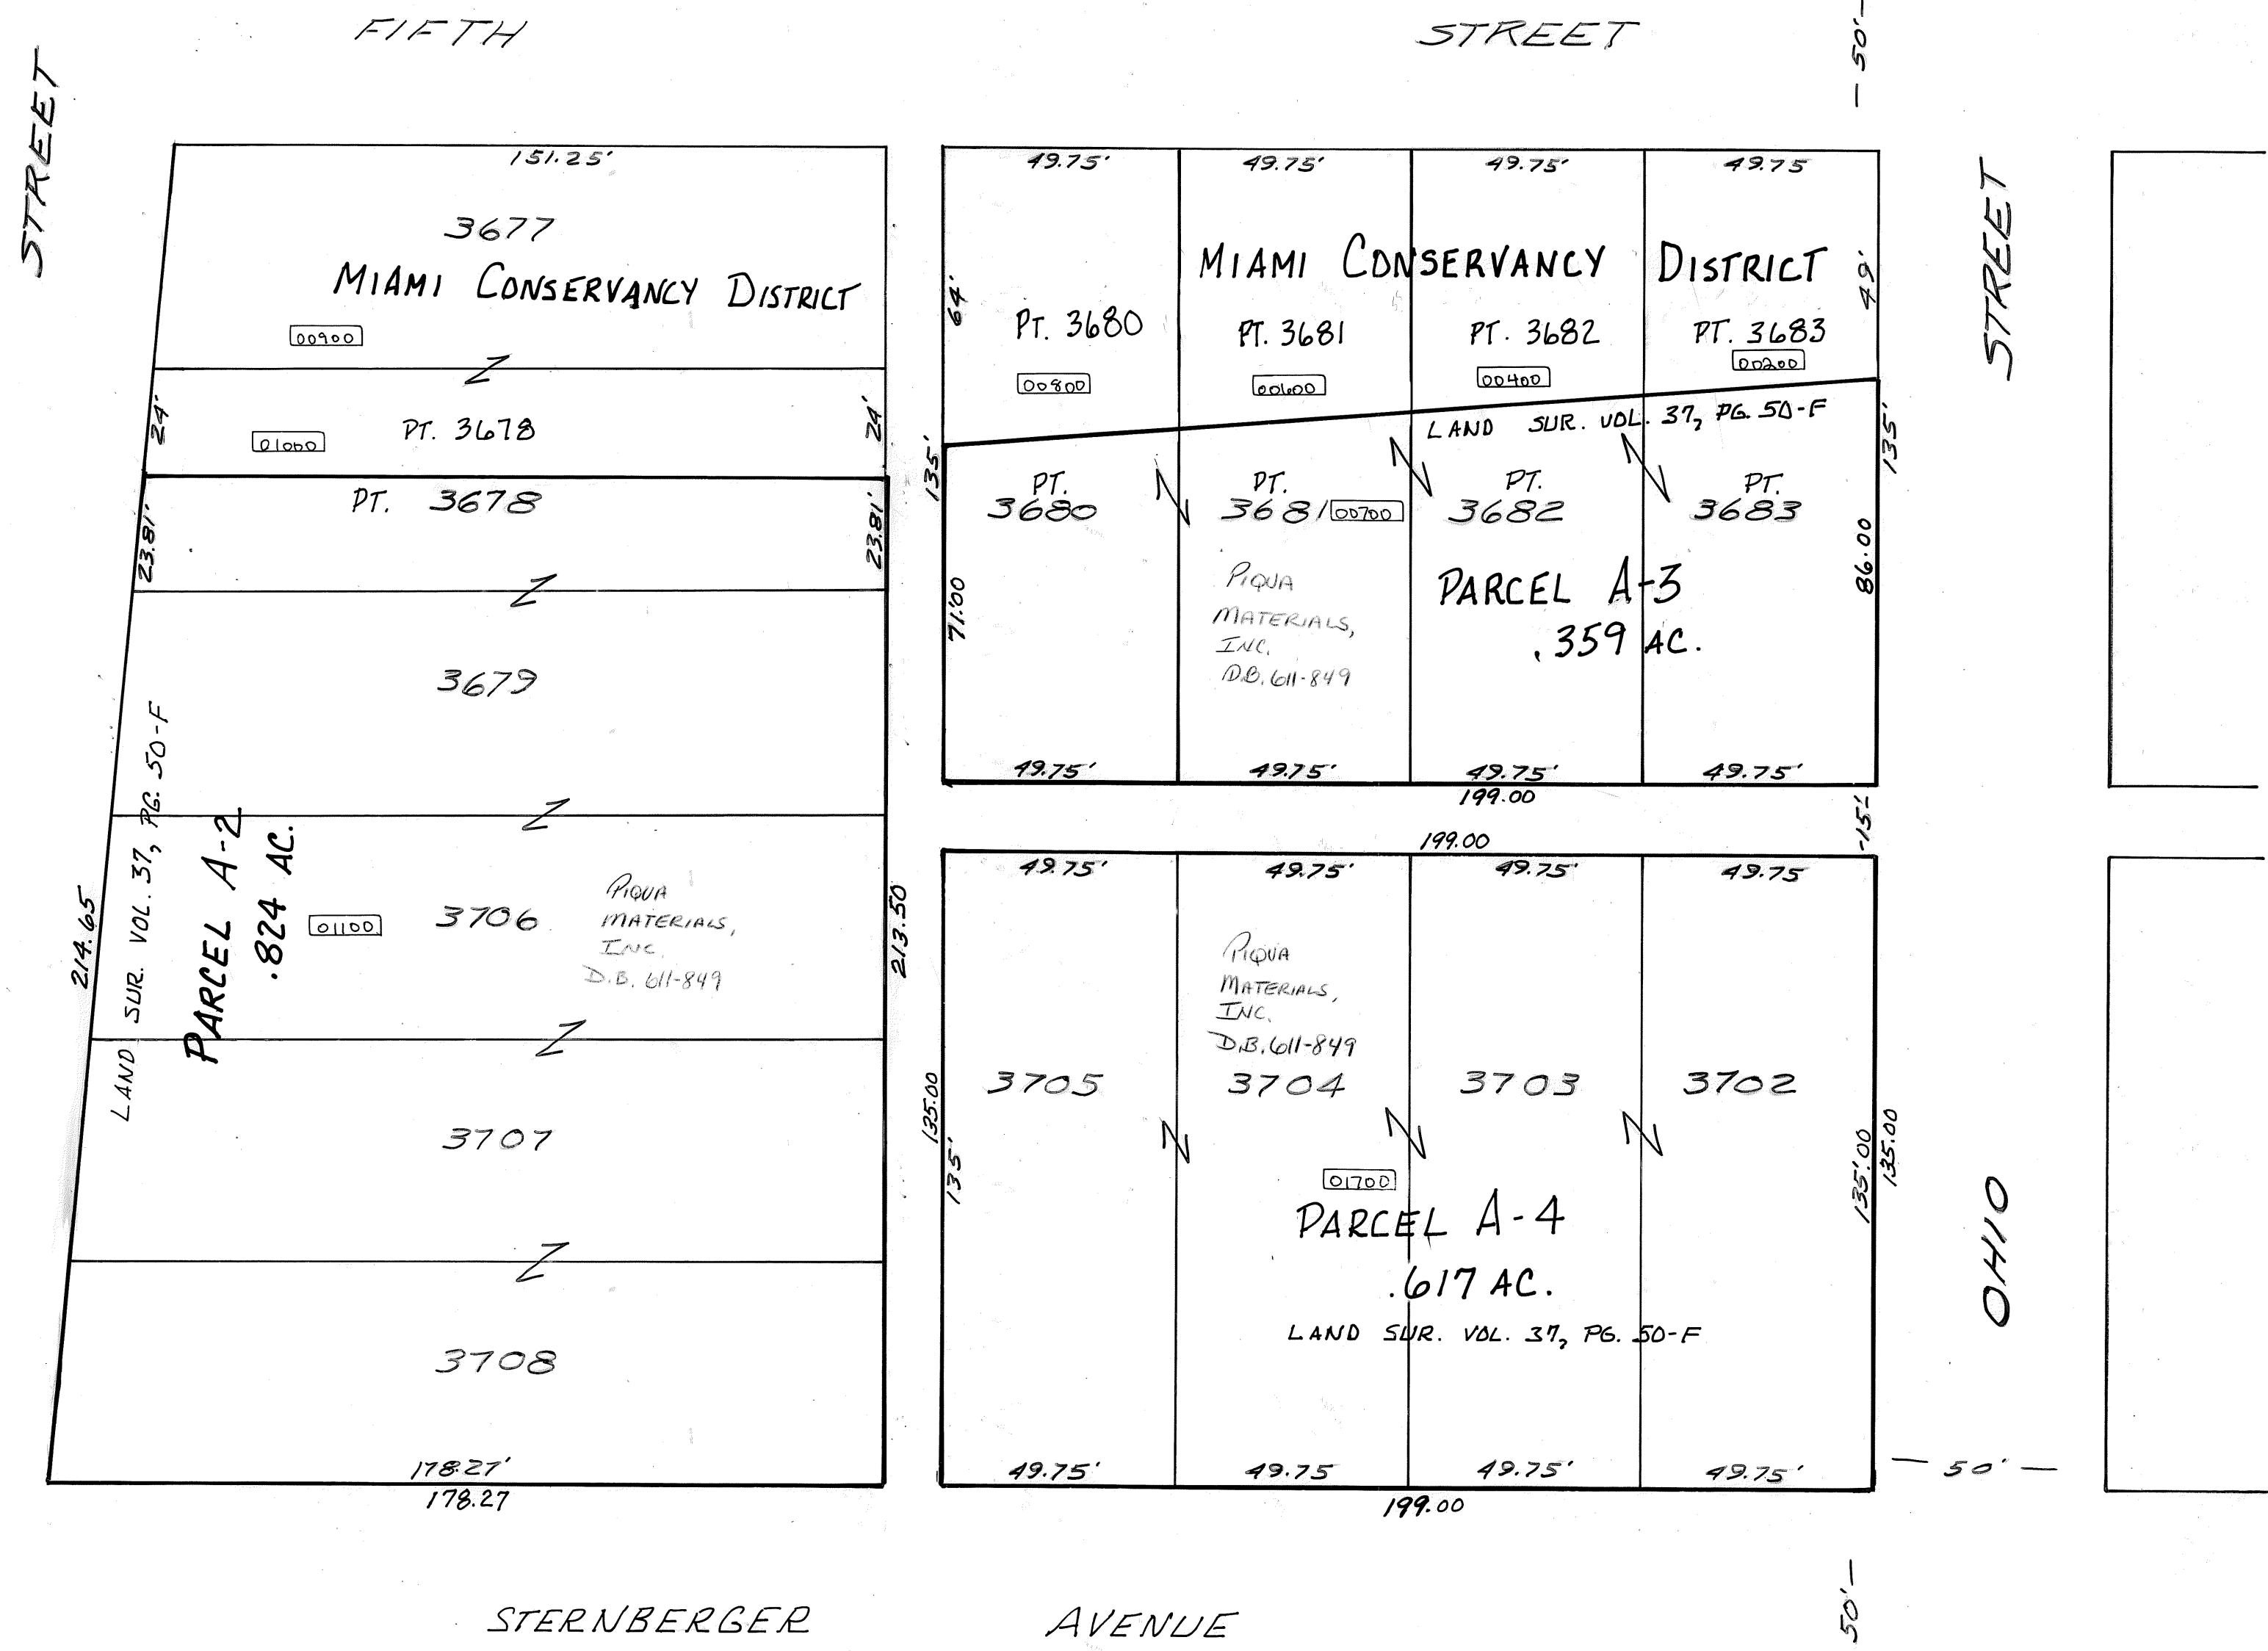 FIFTH STREET
50'
STREET
151.25'
3677
MIAMI CONSERVANCY DISTRICT
00900
24'
24'
01000
PT. 3678
PT. 3678
23.81'
23.81'
3679
LAND SUR. VOL. 37, PG. 50-F
PARCEL A-2
.824 AC.
214.65
213.50
01100
3706
PIQUA
MATERIALS,
INC.
D.B. 611-849
3707
3708
178.27'
178.27
49.75'
49.75'
49.75'
49.75
MIAMI CONSERVANCY DISTRICT
64'
49'
PT. 3680
PT. 3681
PT. 3682
PT. 3683
00800
00600
00400
00200
LAND SUR. VOL. 37, PG. 50-F
135'
135'
PT.
3680
PT.
3681
00700
PT.
3682
PT.
3683
71.00
86.00
PIQUA
MATERIALS,
INC.
D.B. 611-849
PARCEL A-3
.359 AC.
49.75'
49.75'
49.75'
49.75'
199.00
15'
199.00
49.75'
49.75'
49.75'
49.75
PIQUA
MATERIALS,
INC.
D.B. 611-849
3705
3704
3703
3702
135.00
135'
135'.00
135.00
01700
PARCEL A-4
.617 AC.
LAND SUR. VOL. 37, PG. 50-F
49.75'
49.75
49.75'
49.75'
199.00
50'
STREET
OHIO
50'
STERNBERGER AVENUE